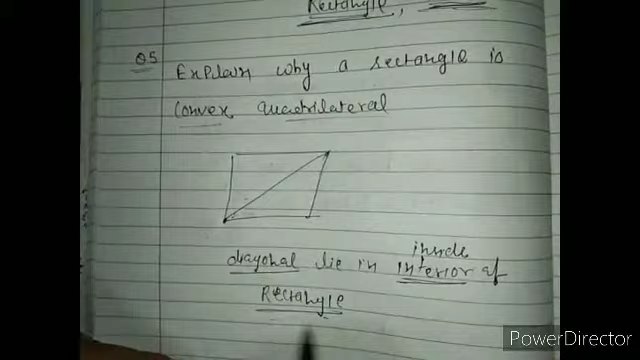 Rectangle,
Q5 Explain why a rectangle is
convex quadrilateral
inside
diagonal lie in interior of
Rectangle
PowerDirector